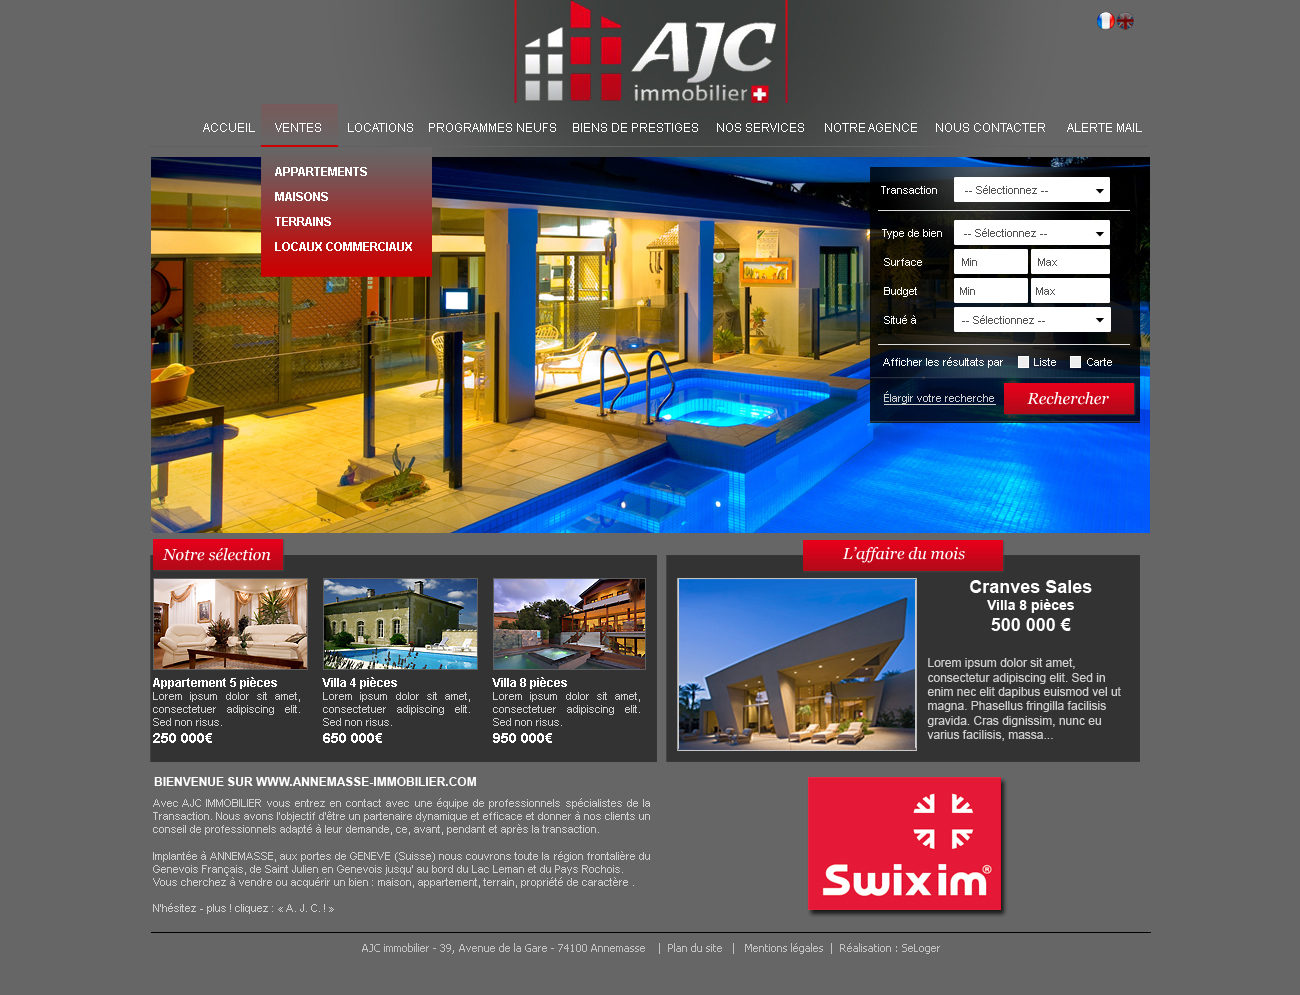 AJC
immobilier
ACCUEIL VENTES LOCATIONS PROGRAMMES NEUFS BIENS DE PRESTIGES NOS SERVICES NOTRE AGENCE NOUS CONTACTER ALERTE MAIL
APPARTEMENTS
MAISONS
TERRAINS
LOCAUX COMMERCIAUX
Transaction -- Sélectionnez --
Type de bien -- Sélectionnez --
Surface Min Max
Budget Min Max
Situé à -- Sélectionnez --
Afficher les résultats par Liste Carte
Élargir votre recherche Rechercher
Notre sélection
Appartement 5 pièces
Lorem ipsum dolor sit amet,
consectetuer adipiscing elit.
Sed non risus.
250 000€
Villa 4 pièces
Lorem ipsum dolor sit amet,
consectetuer adipiscing elit.
Sed non risus.
650 000€
Villa 8 pièces
Lorem ipsum dolor sit amet,
consectetuer adipiscing elit.
Sed non risus.
950 000€
L'affaire du mois
Cranves Sales
Villa 8 pièces
500 000 €
Lorem ipsum dolor sit amet,
consectetur adipiscing elit. Sed in
enim nec elit dapibus euismod vel ut
magna. Phasellus fringilla facilisis
gravida. Cras dignissim, nunc eu
varius facilisis, massa...
BIENVENUE SUR WWW.ANNEMASSE-IMMOBILIER.COM
Avec AJC IMMOBILIER vous entrez en contact avec une équipe de professionnels spécialistes de la
Transaction. Nous avons l'objectif d'être un partenaire dynamique et efficace et donner à nos clients un
conseil de professionnels adapté à leur demande, ce, avant, pendant et après la transaction.
Implantée à ANNEMASSE, aux portes de GENEVE (Suisse) nous couvrons toute la région frontalière du
Genevois Français, de Saint Julien en Genevois jusqu' au bord du Lac Leman et du Pays Rochois.
Vous cherchez à vendre ou acquérir un bien : maison, appartement, terrain, propriété de caractère .
N'hésitez - plus ! cliquez : « A. J. C. ! »
Swixim®
AJC immobilier - 39, Avenue de la Gare - 74100 Annemasse | Plan du site | Mentions légales | Réalisation : SeLoger